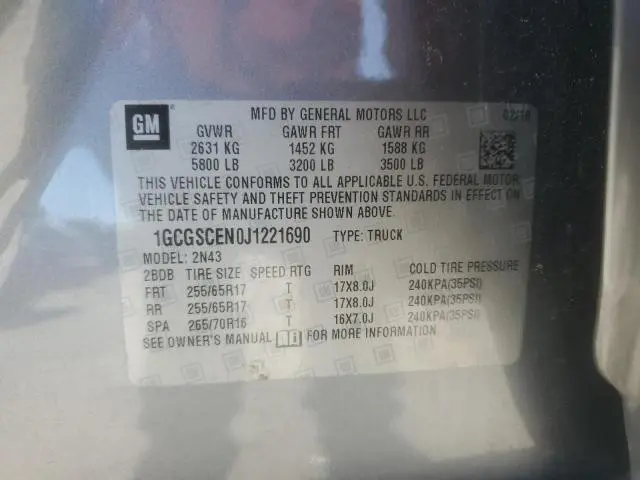 GM
MFD BY GENERAL MOTORS LLC 02/18
GVWR GAWR FRT GAWR RR
2631 KG 1452 KG 1588 KG
5800 LB 3200 LB 3500 LB
THIS VEHICLE CONFORMS TO ALL APPLICABLE U.S. FEDERAL MOTOR
VEHICLE SAFETY AND THEFT PREVENTION STANDARDS IN EFFECT ON
THE DATE OF MANUFACTURE SHOWN ABOVE.
1GCGSCEN0J1221690 TYPE: TRUCK
MODEL: 2N43
2BDB TIRE SIZE SPEED RTG RIM COLD TIRE PRESSURE
FRT 255/65R17 T 17X8.0J 240KPA(35PSI)
RR 255/65R17 T 17X8.0J 240KPA(35PSI)
SPA 265/70R16 T 16X7.0J 240KPA(35PSI)
SEE OWNER'S MANUAL FOR MORE INFORMATION